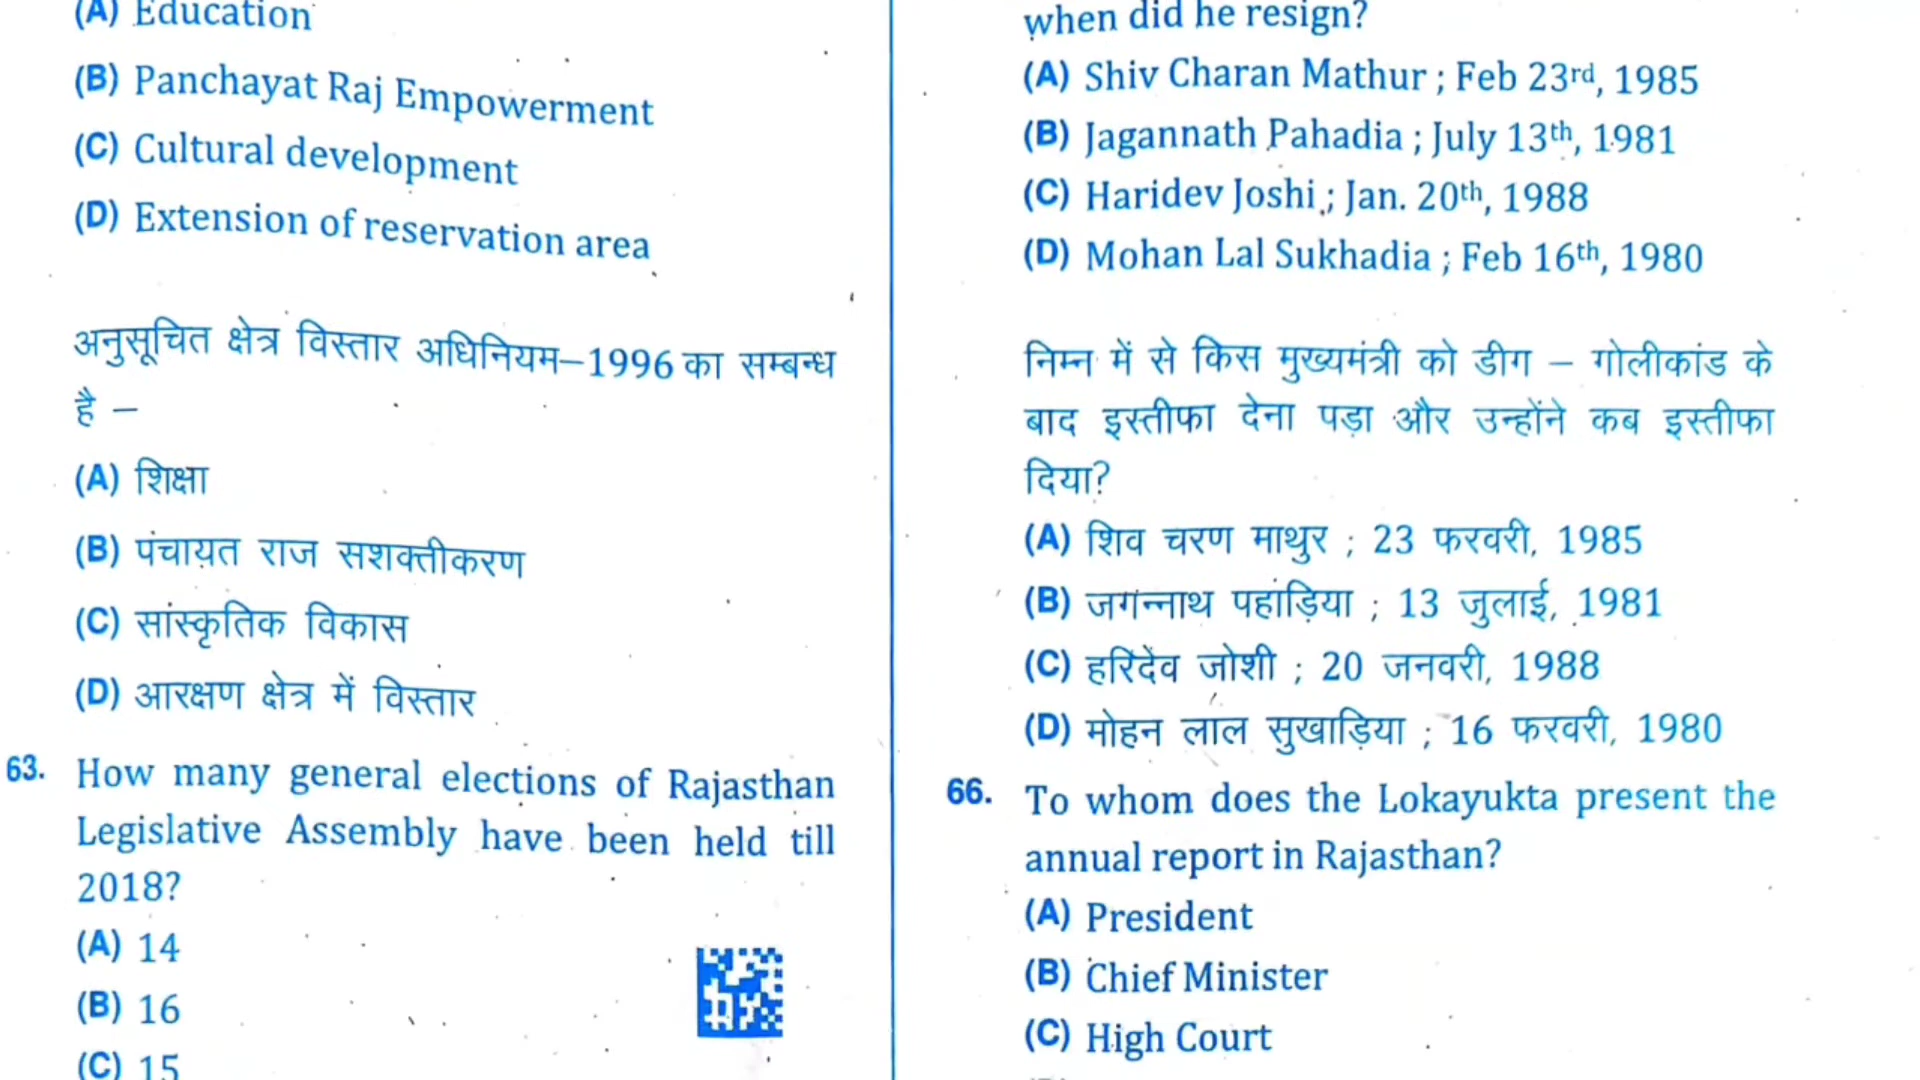 (A) Education
(B) Panchayat Raj Empowerment
(C) Cultural development
(D) Extension of reservation area
अनुसूचित क्षेत्र विस्तार अधिनियम–1996 का सम्बन्ध
है –
(A) शिक्षा
(B) पंचायत राज सशक्तीकरण
(C) सांस्कृतिक विकास
(D) आरक्षण क्षेत्र में विस्तार
63. How many general elections of Rajasthan
Legislative Assembly have been held till
2018?
(A) 14
(B) 16
(C) 15
when did he resign?
(A) Shiv Charan Mathur ; Feb 23rd, 1985
(B) Jagannath Pahadia ; July 13th, 1981
(C) Haridev Joshi ; Jan. 20th, 1988
(D) Mohan Lal Sukhadia ; Feb 16th, 1980
निम्न में से किस मुख्यमंत्री को डीग – गोलीकांड के
बाद इस्तीफा देना पड़ा और उन्होंने कब इस्तीफा
दिया?
(A) शिव चरण माथुर ; 23 फरवरी, 1985
(B) जगन्नाथ पहाड़िया ; 13 जुलाई, 1981
(C) हरिदेव जोशी ; 20 जनवरी, 1988
(D) मोहन लाल सुखाड़िया ; 16 फरवरी, 1980
66. To whom does the Lokayukta present the
annual report in Rajasthan?
(A) President
(B) Chief Minister
(C) High Court